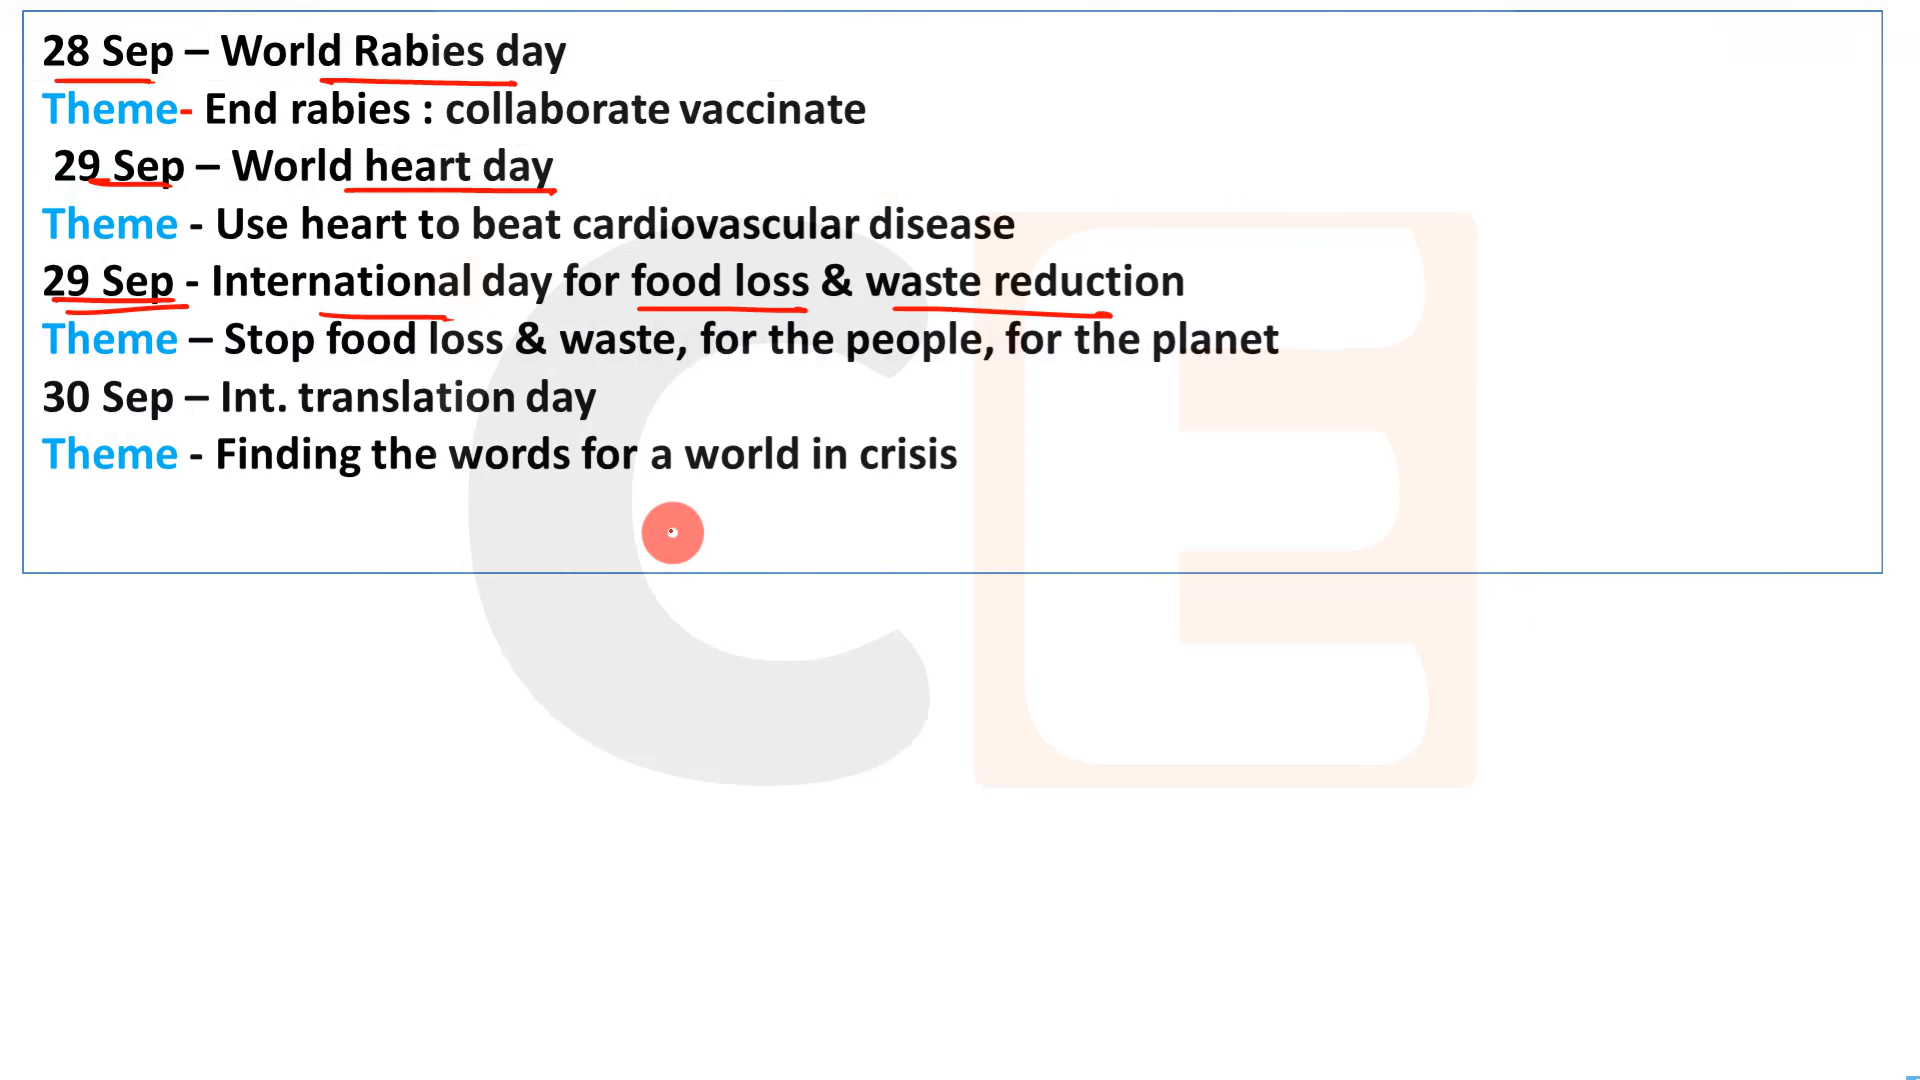 28 Sep – World Rabies day
Theme- End rabies : collaborate vaccinate
29 Sep – World heart day
Theme - Use heart to beat cardiovascular disease
29 Sep - International day for food loss & waste reduction
Theme – Stop food loss & waste, for the people, for the planet
30 Sep – Int. translation day
Theme - Finding the words for a world in crisis
CE